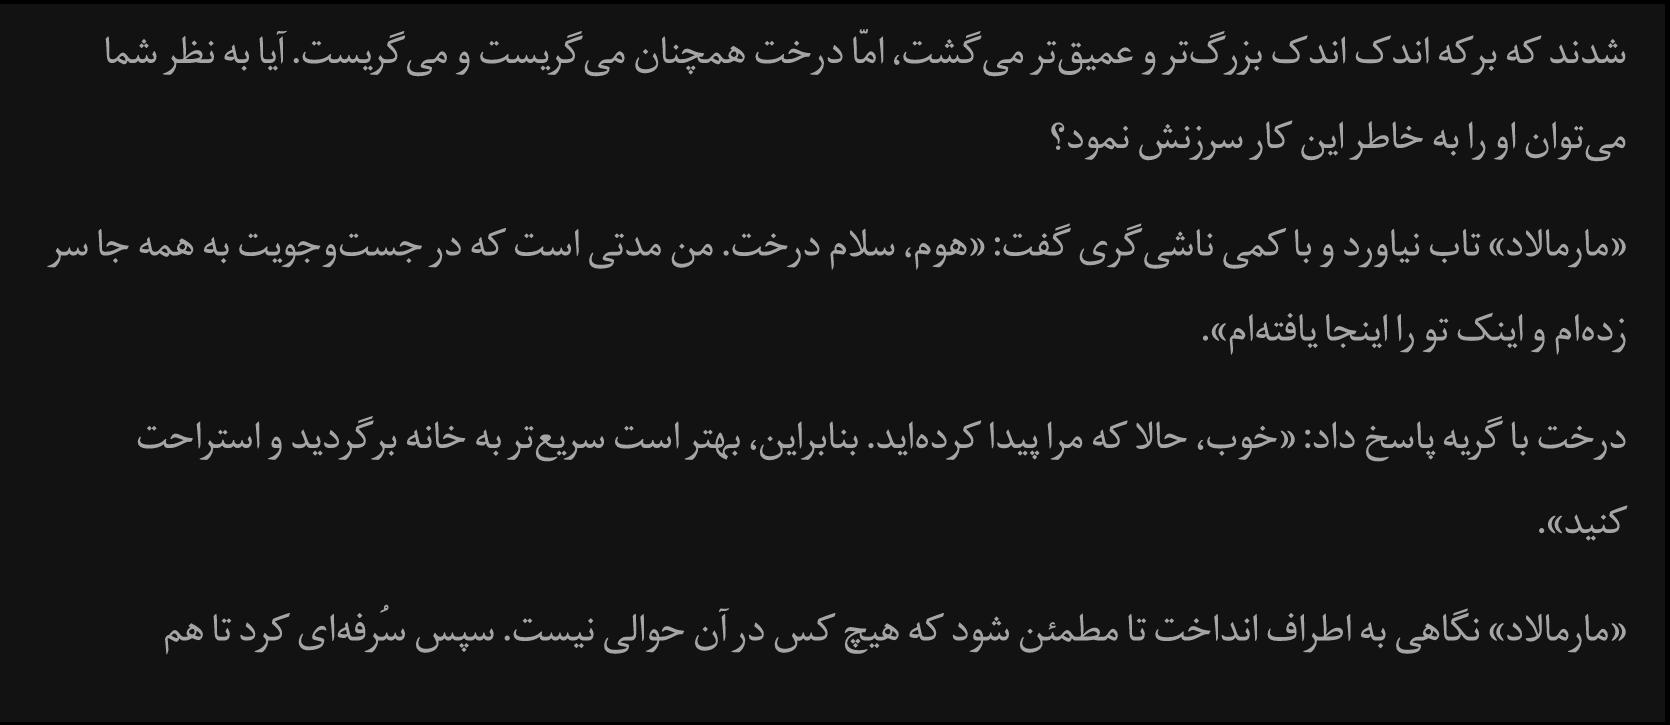 شدند که برکه اندک اندک بزرگ‌تر و عمیق‌تر می‌گشت، امّا درخت همچنان می‌گریست و می‌گریست. آیا به نظر شما
می‌توان او را به خاطر این کار سرزنش نمود؟
«مارمالاد» تاب نیاورد و با کمی ناشی‌گری گفت: «هوم، سلام درخت. من مدتی است که در جست‌وجویت به همه جا سر
زده‌ام و اینک تو را اینجا یافته‌ام».
درخت با گریه پاسخ داد: «خوب، حالا که مرا پیدا کرده‌اید. بنابراین، بهتر است سریع‌تر به خانه برگردید و استراحت
کنید».
«مارمالاد» نگاهی به اطراف انداخت تا مطمئن شود که هیچ کس در آن حوالی نیست. سپس سُرفه‌ای کرد تا هم